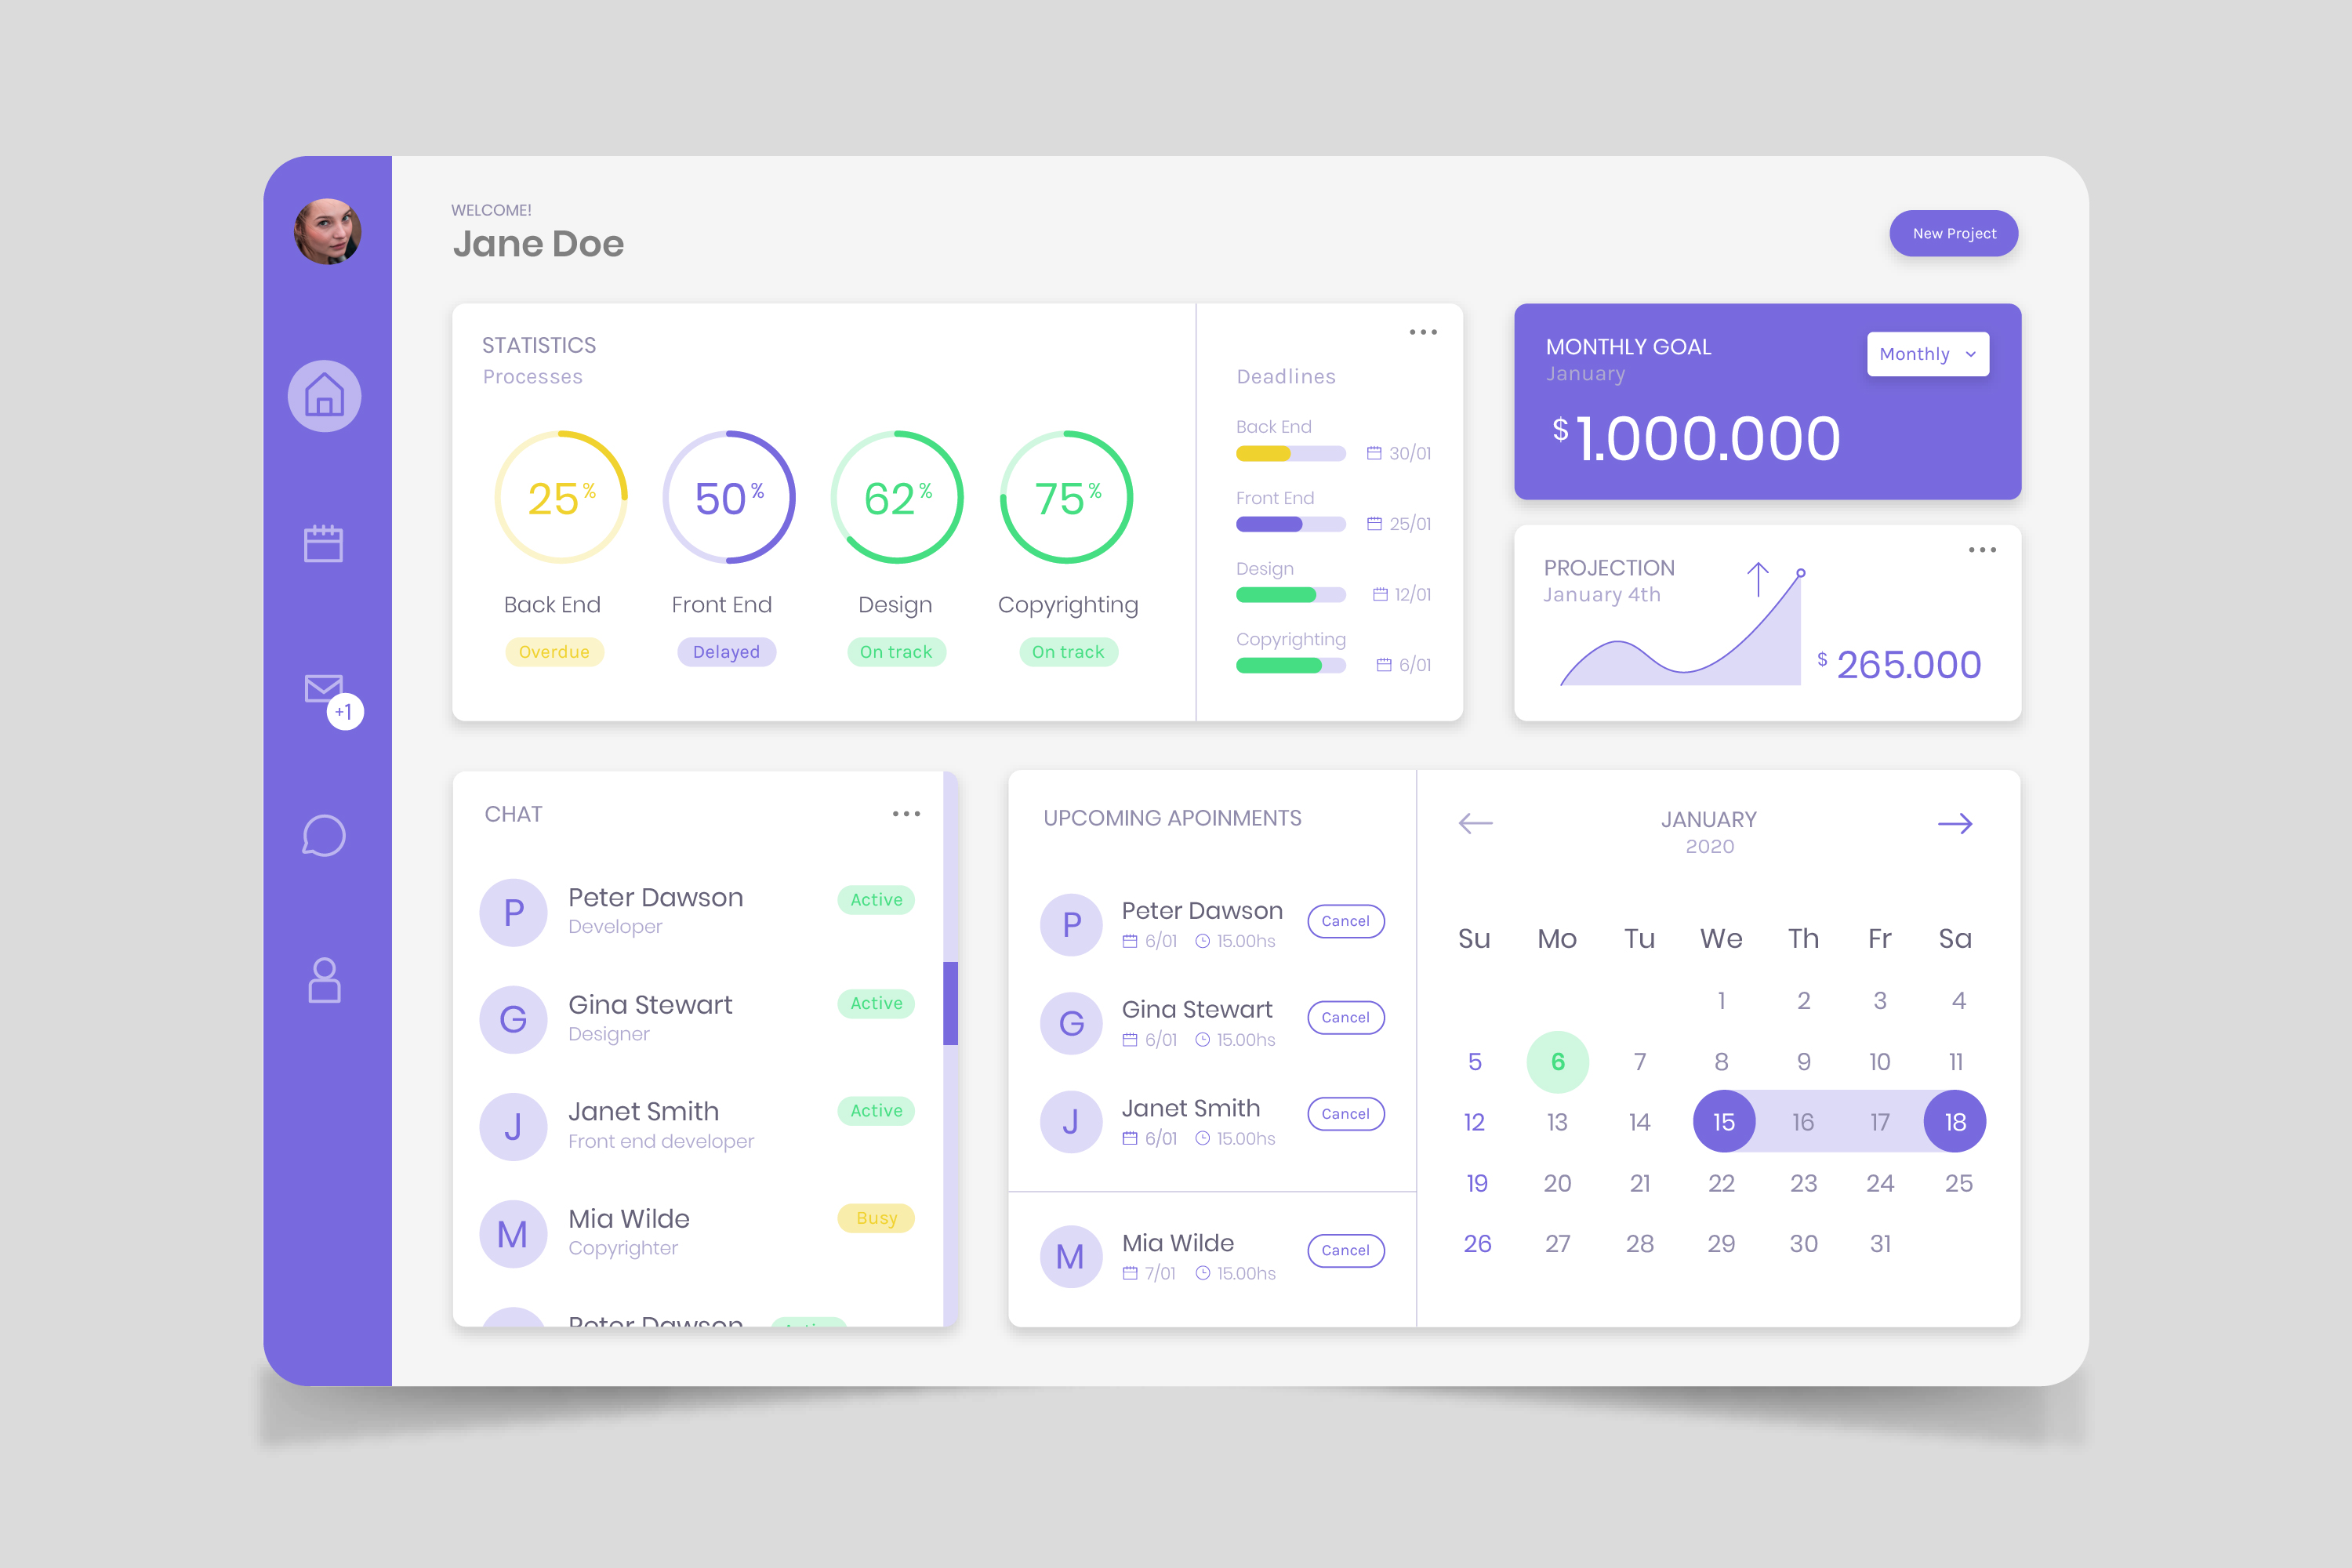 WELCOME!
Jane Doe
New Project
+1
STATISTICS
Processes
25%
50%
62%
75%
Back End
Front End
Design
Copyrighting
Overdue
Delayed
On track
On track
Deadlines
Back End
30/01
Front End
25/01
Design
12/01
Copyrighting
6/01
MONTHLY GOAL
January
Monthly
$1.000.000
PROJECTION
January 4th
$ 265.000
CHAT
P
Peter Dawson
Developer
Active
G
Gina Stewart
Designer
Active
J
Janet Smith
Front end developer
Active
M
Mia Wilde
Copyrighter
Busy
Peter Dawson
Active
UPCOMING APOINMENTS
P
Peter Dawson
6/01 15.00hs
Cancel
G
Gina Stewart
6/01 15.00hs
Cancel
J
Janet Smith
6/01 15.00hs
Cancel
M
Mia Wilde
7/01 15.00hs
Cancel
JANUARY
2020
Su Mo Tu We Th Fr Sa
1 2 3 4
5 6 7 8 9 10 11
12 13 14 15 16 17 18
19 20 21 22 23 24 25
26 27 28 29 30 31